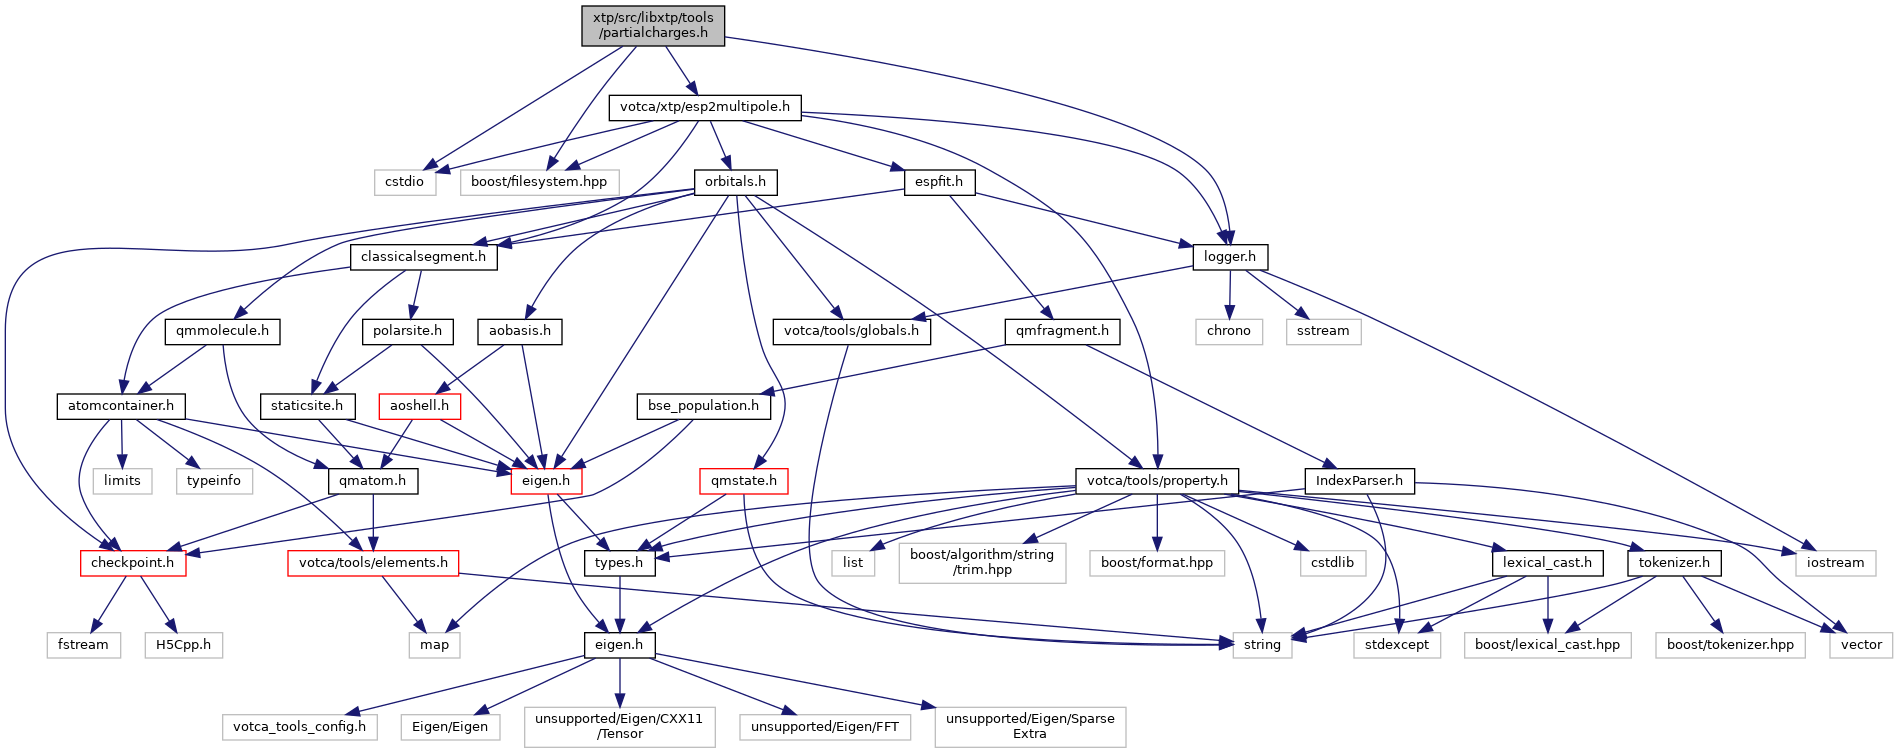 xtp/src/libxtp/tools
/partialcharges.h
votca/xtp/esp2multipole.h
cstdio
boost/filesystem.hpp
orbitals.h
espfit.h
classicalsegment.h
logger.h
qmmolecule.h
polarsite.h
aobasis.h
votca/tools/globals.h
qmfragment.h
chrono
sstream
atomcontainer.h
staticsite.h
aoshell.h
bse_population.h
limits
typeinfo
qmatom.h
eigen.h
qmstate.h
votca/tools/property.h
IndexParser.h
checkpoint.h
votca/tools/elements.h
types.h
list
boost/algorithm/string
/trim.hpp
boost/format.hpp
cstdlib
lexical_cast.h
tokenizer.h
iostream
fstream
H5Cpp.h
map
eigen.h
string
stdexcept
boost/lexical_cast.hpp
boost/tokenizer.hpp
vector
votca_tools_config.h
Eigen/Eigen
unsupported/Eigen/CXX11
/Tensor
unsupported/Eigen/FFT
unsupported/Eigen/Sparse
Extra